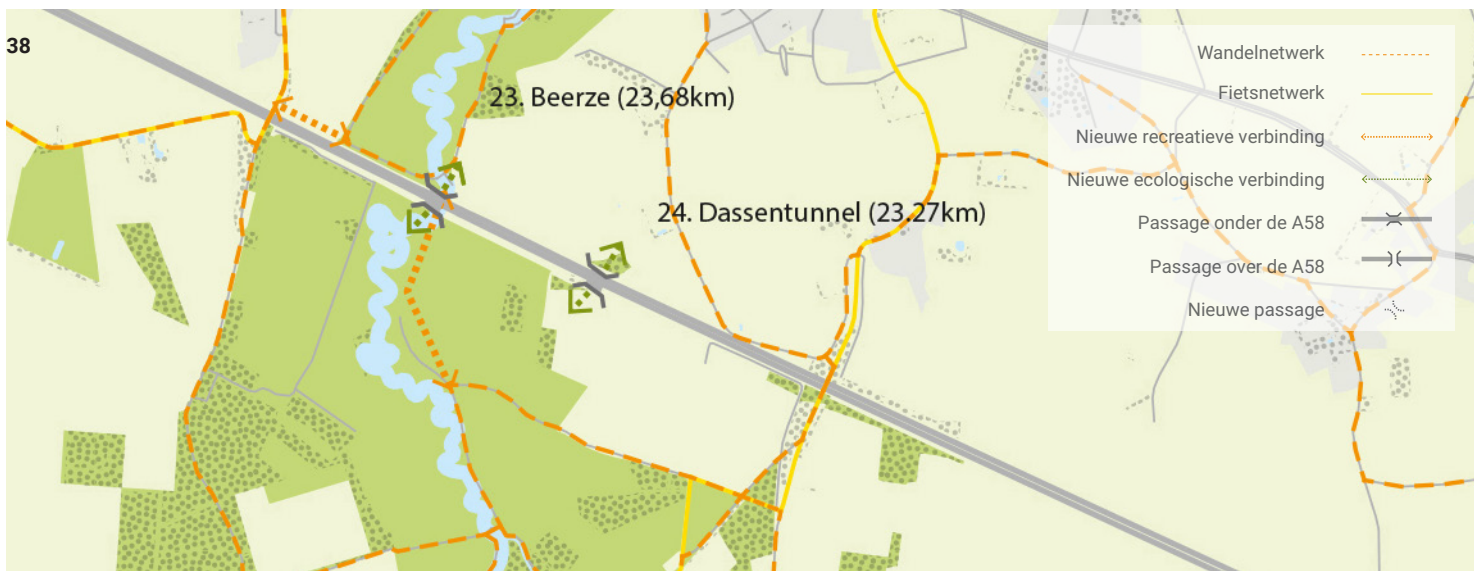 38
23. Beerze (23,68km)
24. Dassentunnel (23.27km)
Wandelnetwerk
Fietsnetwerk
Nieuwe recreatieve verbinding
Nieuwe ecologische verbinding
Passage onder de A58
Passage over de A58
Nieuwe passage